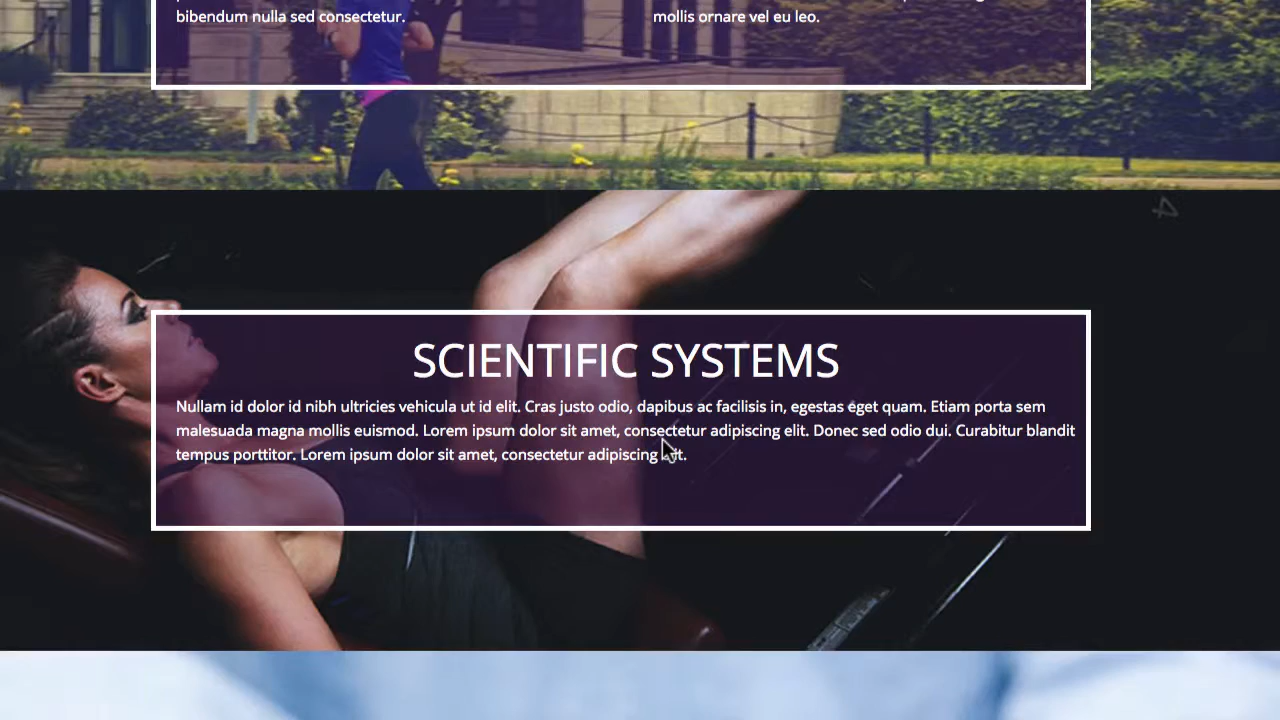 bibendum nulla sed consectetur.
mollis ornare vel eu leo.
SCIENTIFIC SYSTEMS
Nullam id dolor id nibh ultricies vehicula ut id elit. Cras justo odio, dapibus ac facilisis in, egestas eget quam. Etiam porta sem
malesuada magna mollis euismod. Lorem ipsum dolor sit amet, consectetur adipiscing elit. Donec sed odio dui. Curabitur blandit
tempus porttitor. Lorem ipsum dolor sit amet, consectetur adipiscing elit.